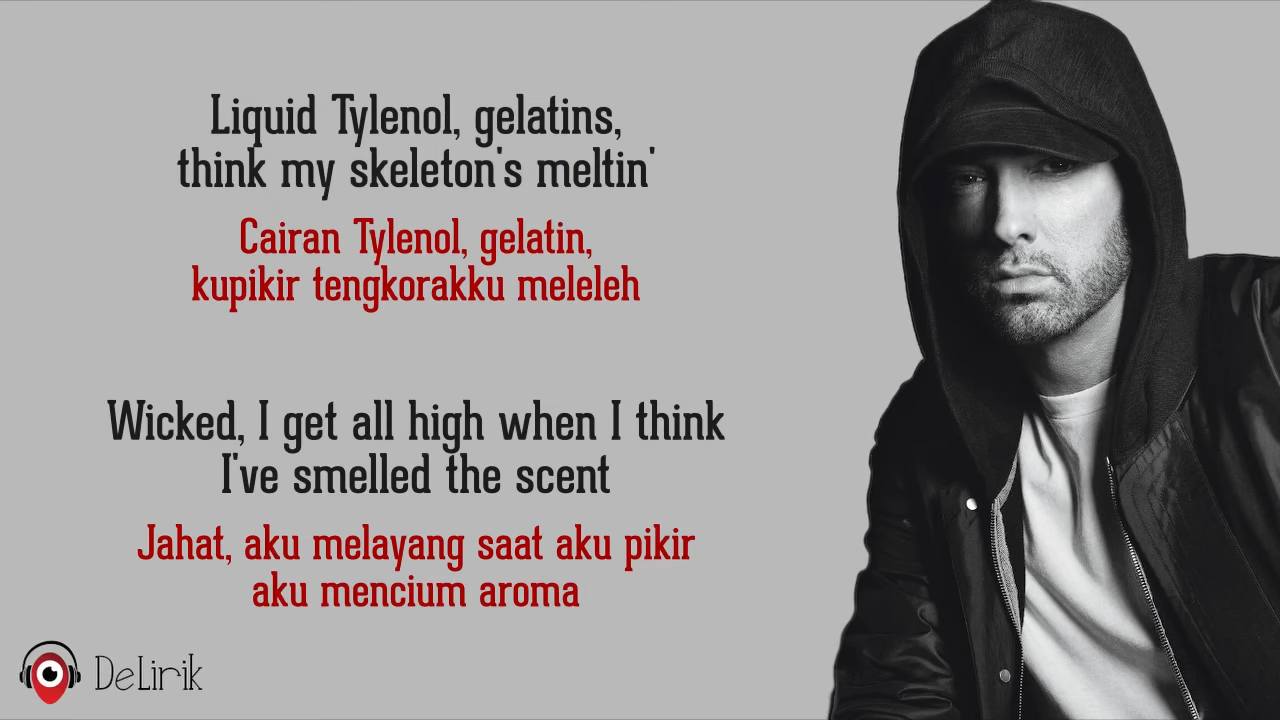 Liquid Tylenol, gelatins,
think my skeleton's meltin'
Cairan Tylenol, gelatin,
kupikir tengkorakku meleleh
Wicked, I get all high when I think
I've smelled the scent
Jahat, aku melayang saat aku pikir
aku mencium aroma
DeLirik